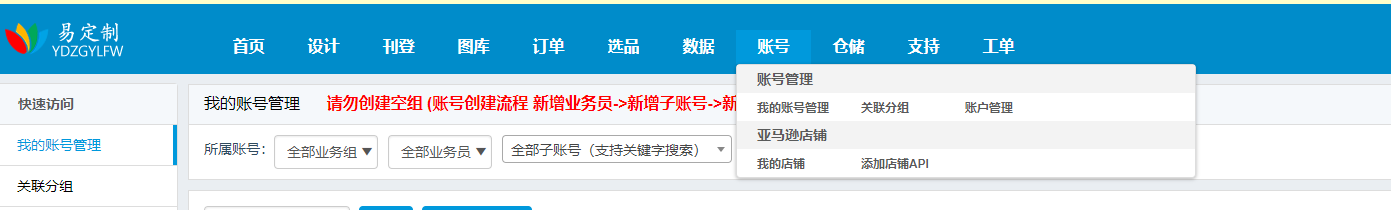 易定制
YDZGYLFW
首页 设计 刊登 图库 订单 选品 数据 账号 仓储 支持 工单
快速访问
我的账号管理
关联分组
我的账号管理 请勿创建空组 (账号创建流程 新增业务员->新增子账号->新
所属账号: 全部业务组 全部业务员 全部子账号（支持关键字搜索）
账号管理
我的账号管理 关联分组 账户管理
亚马逊店铺
我的店铺 添加店铺API